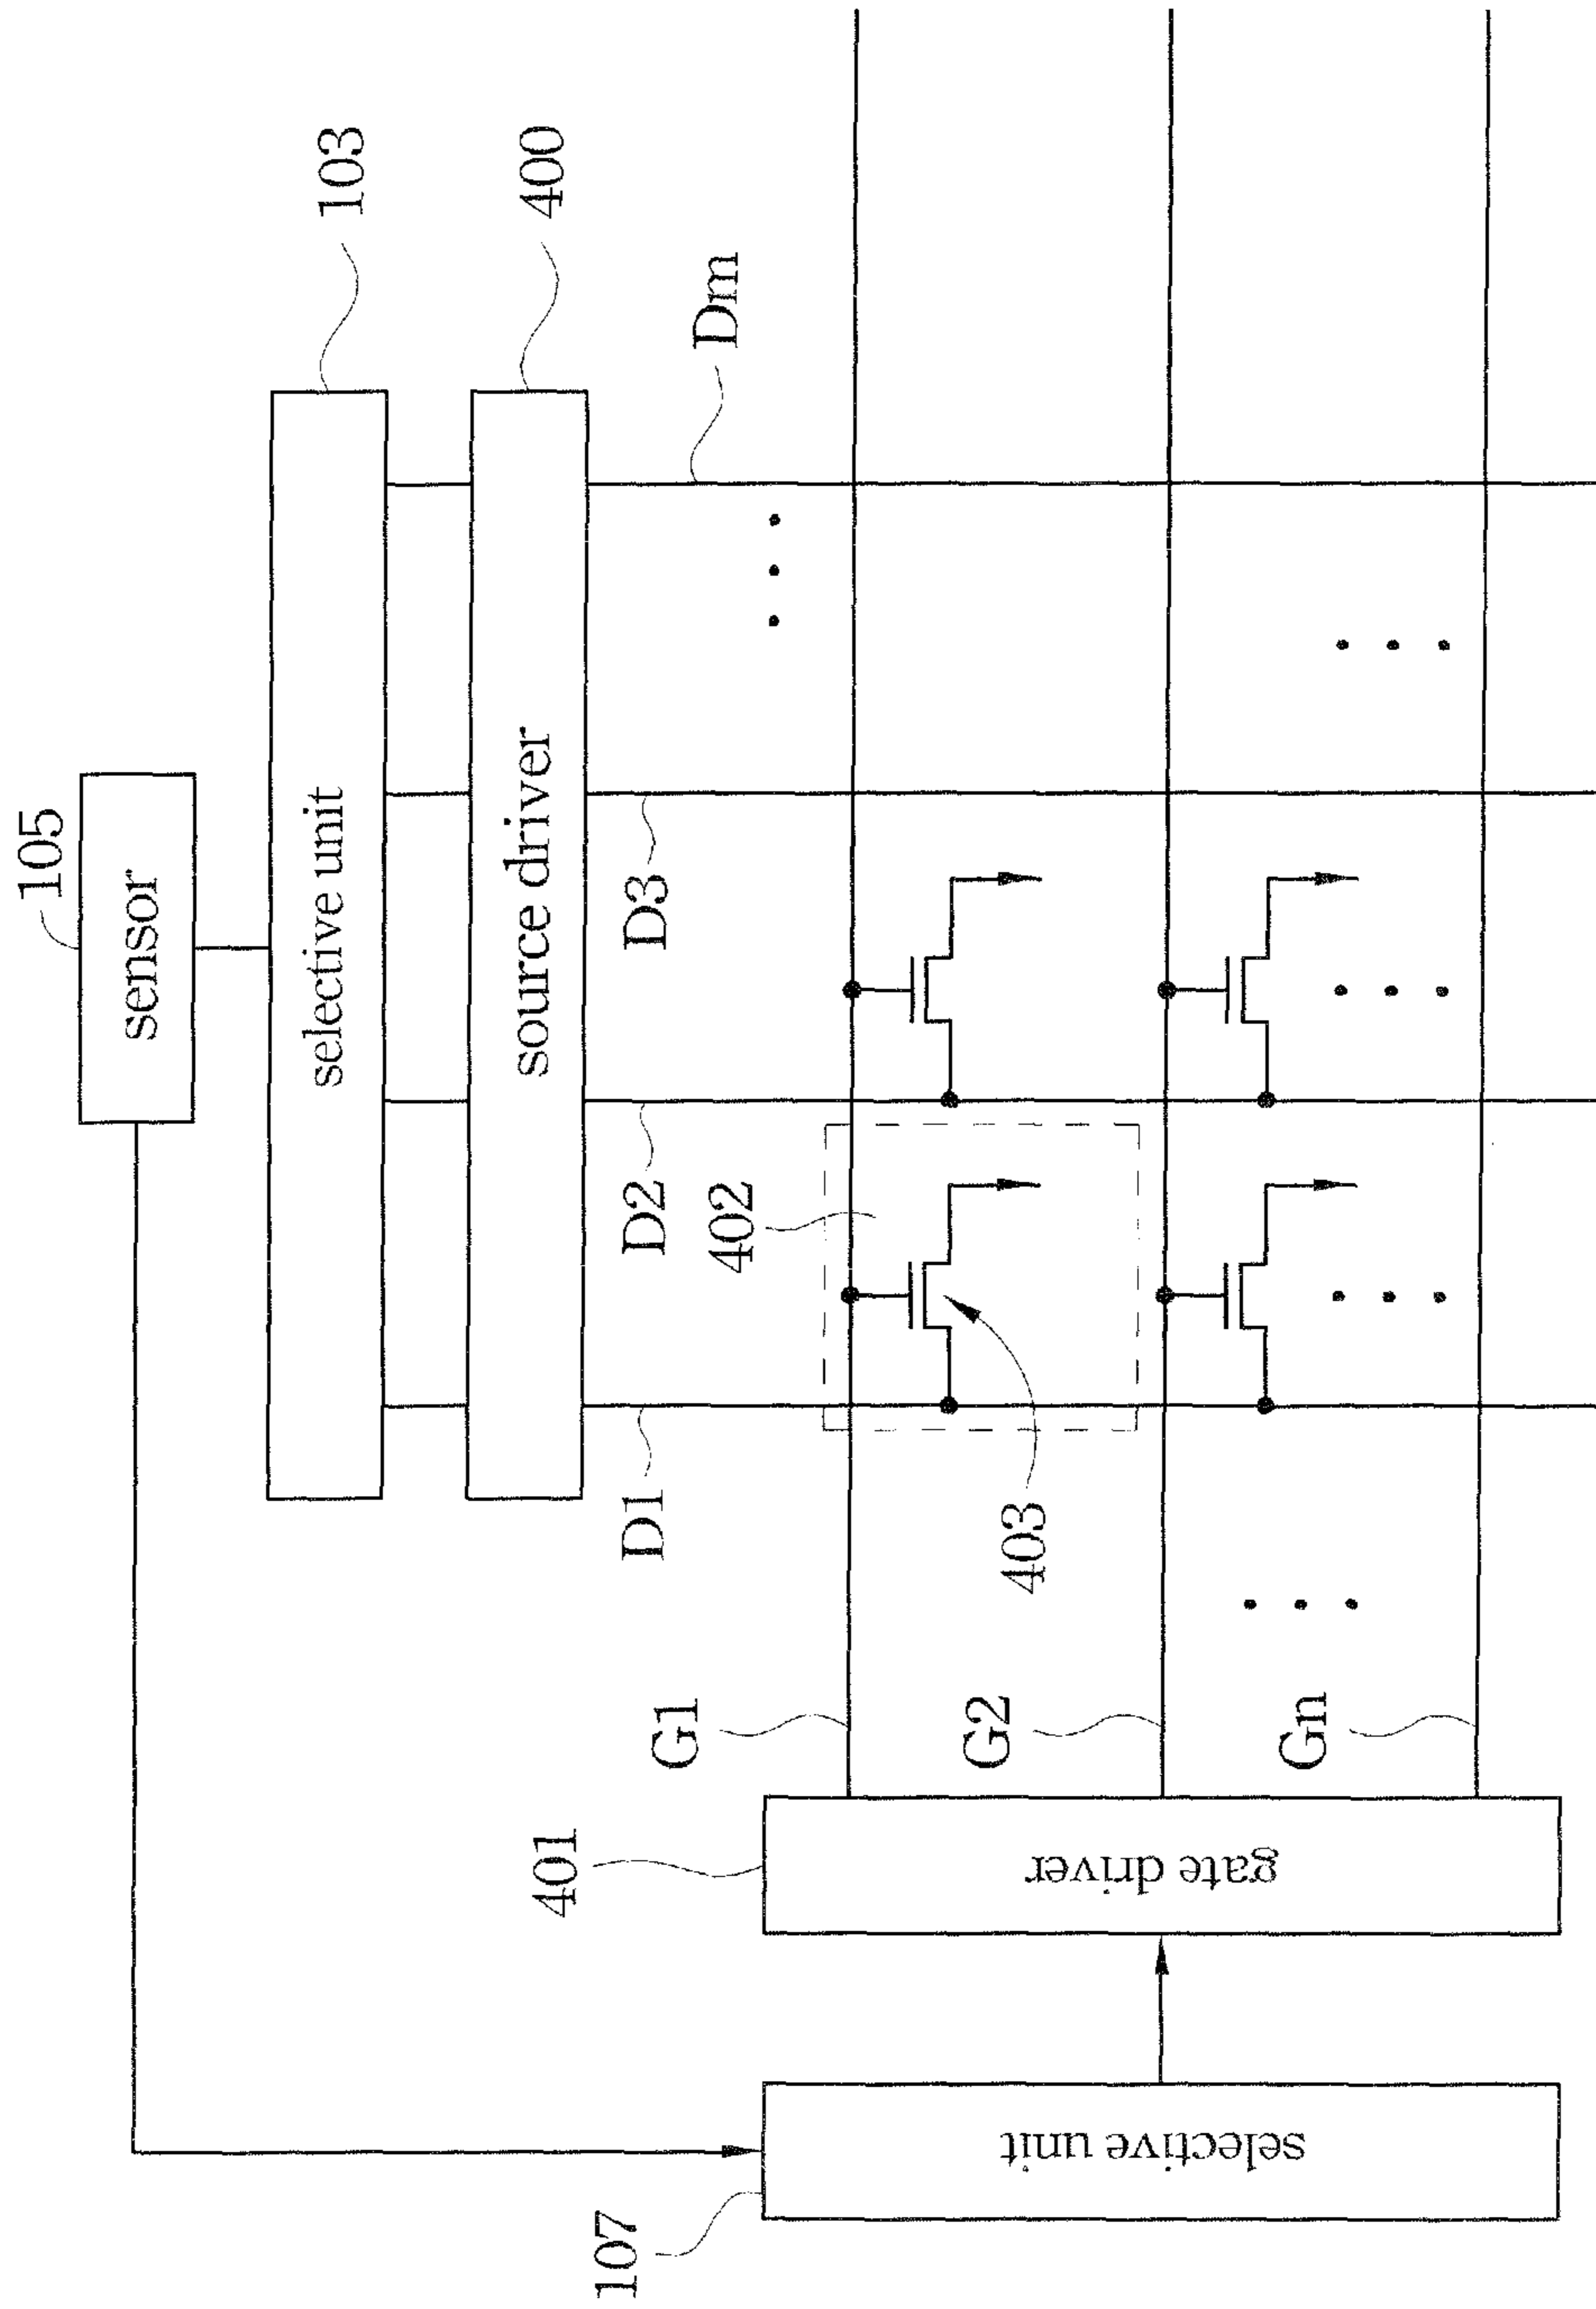 105
sensor
103
selective unit
400
source driver
D1
D2
D3
Dm
402
403
G1
G2
Gn
401
gate driver
107
selective unit